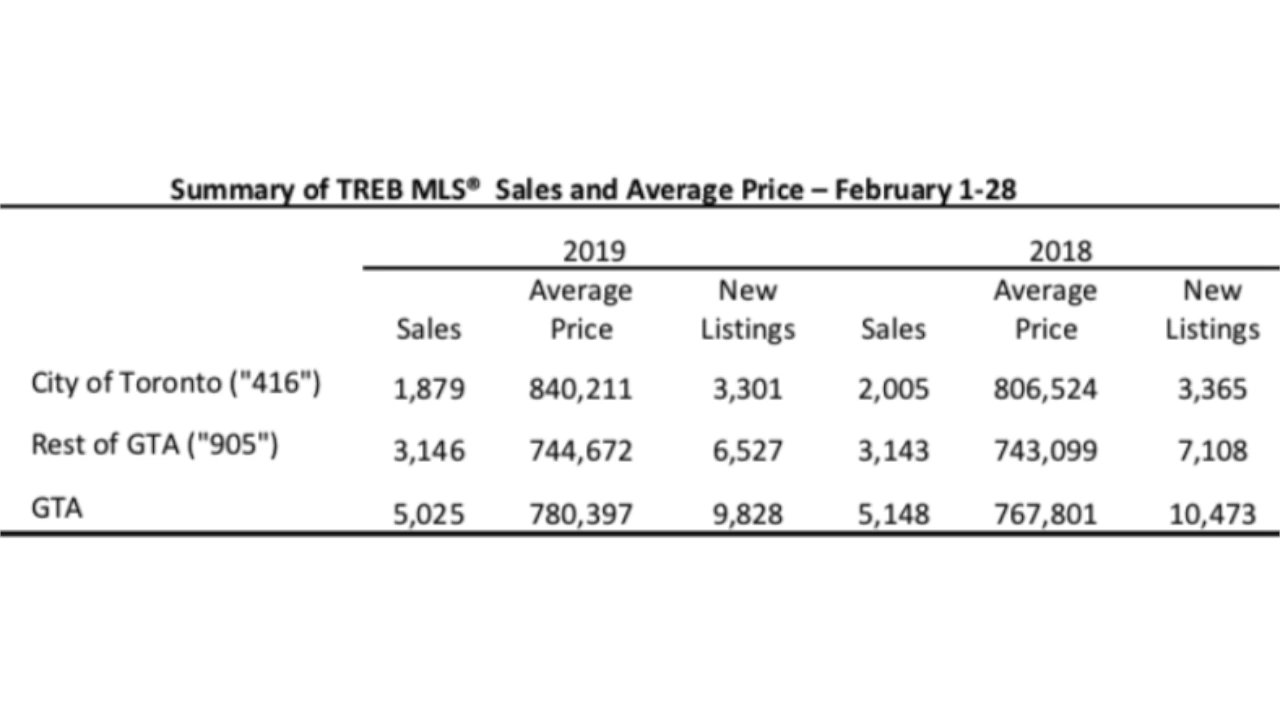 Summary of TREB MLS® Sales and Average Price – February 1-28
2019 2018
Average New Average New
Sales Price Listings Sales Price Listings
City of Toronto ("416") 1,879 840,211 3,301 2,005 806,524 3,365
Rest of GTA ("905") 3,146 744,672 6,527 3,143 743,099 7,108
GTA 5,025 780,397 9,828 5,148 767,801 10,473